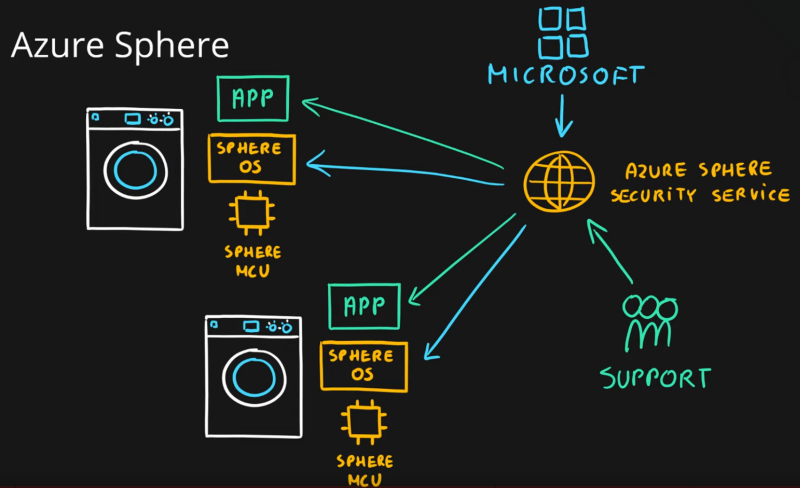 Azure Sphere
MICROSOFT
APP
SPHERE
OS
SPHERE
MCU
AZURE SPHERE
SECURITY SERVICE
APP
SPHERE
OS
SPHERE
MCU
SUPPORT